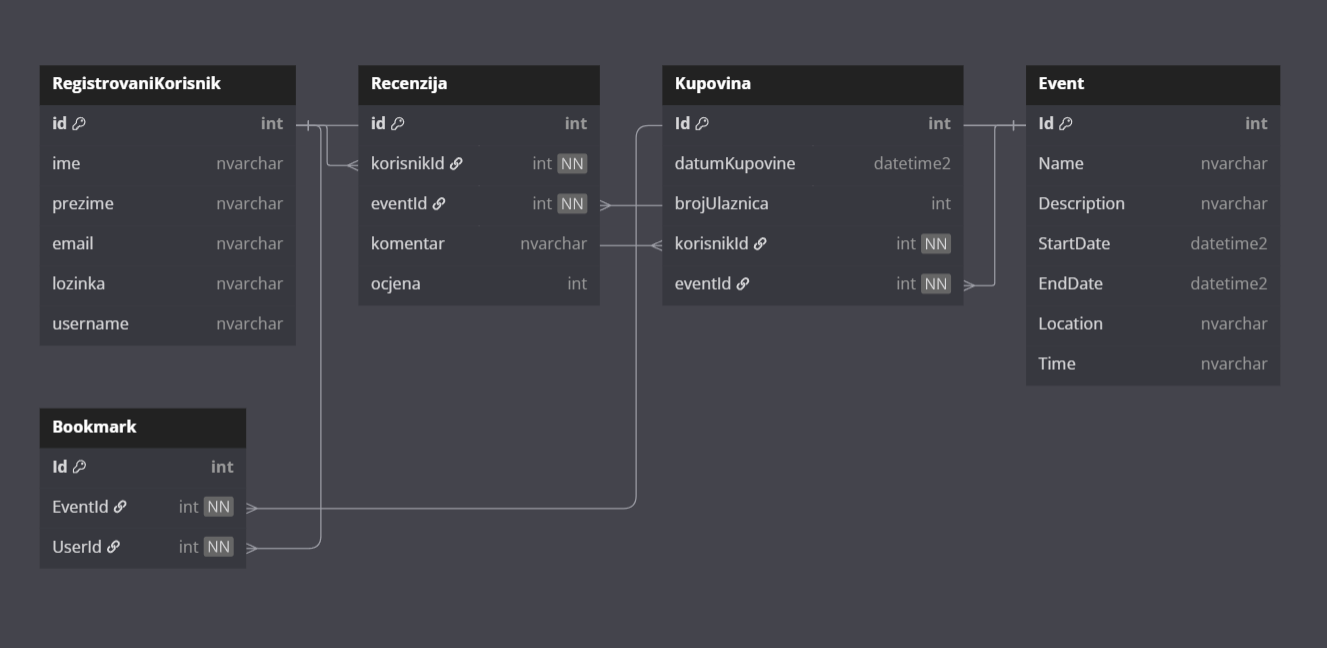 RegistrovaniKorisnik
id int
ime nvarchar
prezime nvarchar
email nvarchar
lozinka nvarchar
username nvarchar
Recenzija
id int
korisnikId int NN
eventId int NN
komentar nvarchar
ocjena int
Kupovina
Id int
datumKupovine datetime2
brojUlaznica int
korisnikId int NN
eventId int NN
Event
Id int
Name nvarchar
Description nvarchar
StartDate datetime2
EndDate datetime2
Location nvarchar
Time nvarchar
Bookmark
Id int
EventId int NN
UserId int NN